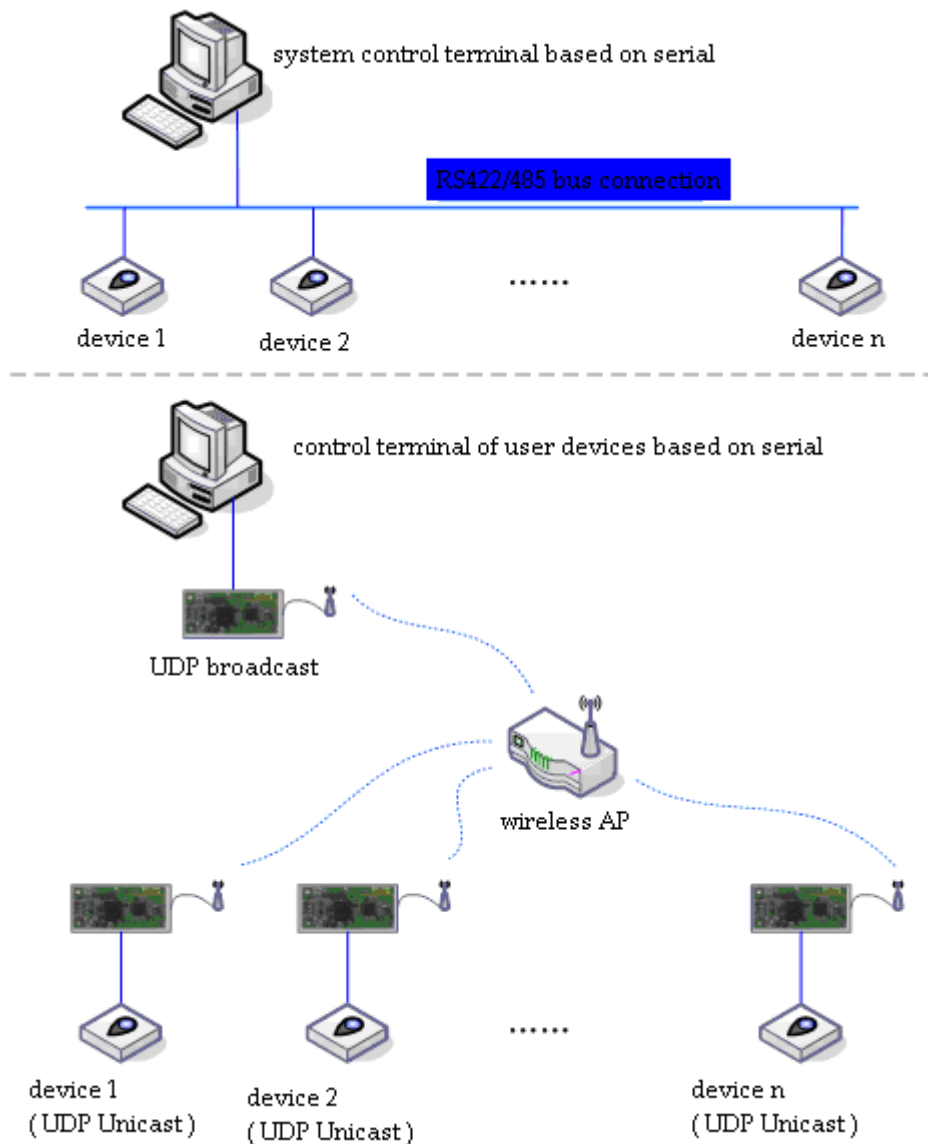 system control terminal based on serial
RS422/485 bus connection
device 1
device 2
......
device n
control terminal of user devices based on serial
UDP broadcast
wireless AP
......
device 1
( UDP Unicast )
device 2
( UDP Unicast )
device n
( UDP Unicast )